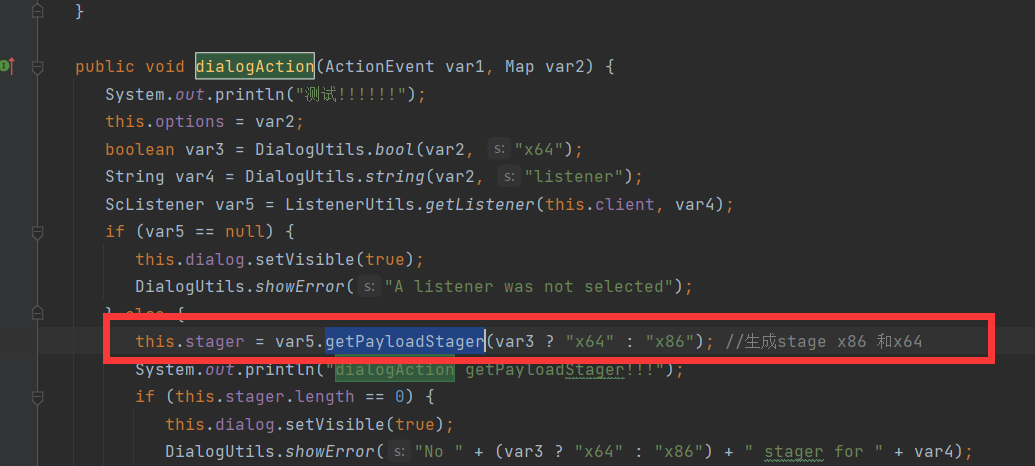 }
public void dialogAction(ActionEvent var1, Map var2) {
System.out.println("测试!!!!!!");
this.options = var2;
boolean var3 = DialogUtils.bool(var2, s: "x64");
String var4 = DialogUtils.string(var2, s: "listener");
ScListener var5 = ListenerUtils.getListener(this.client, var4);
if (var5 == null) {
this.dialog.setVisible(true);
DialogUtils.showError( s: "A listener was not selected");
} else {
this.stager = var5.getPayloadStager(var3 ? "x64" : "x86"); //生成stage x86 和x64
System.out.println("dialogAction getPayloadStager!!!");
if (this.stager.length == 0) {
this.dialog.setVisible(true);
DialogUtils.showError( s: "No " + (var3 ? "x64" : "x86") + " stager for " + var4);